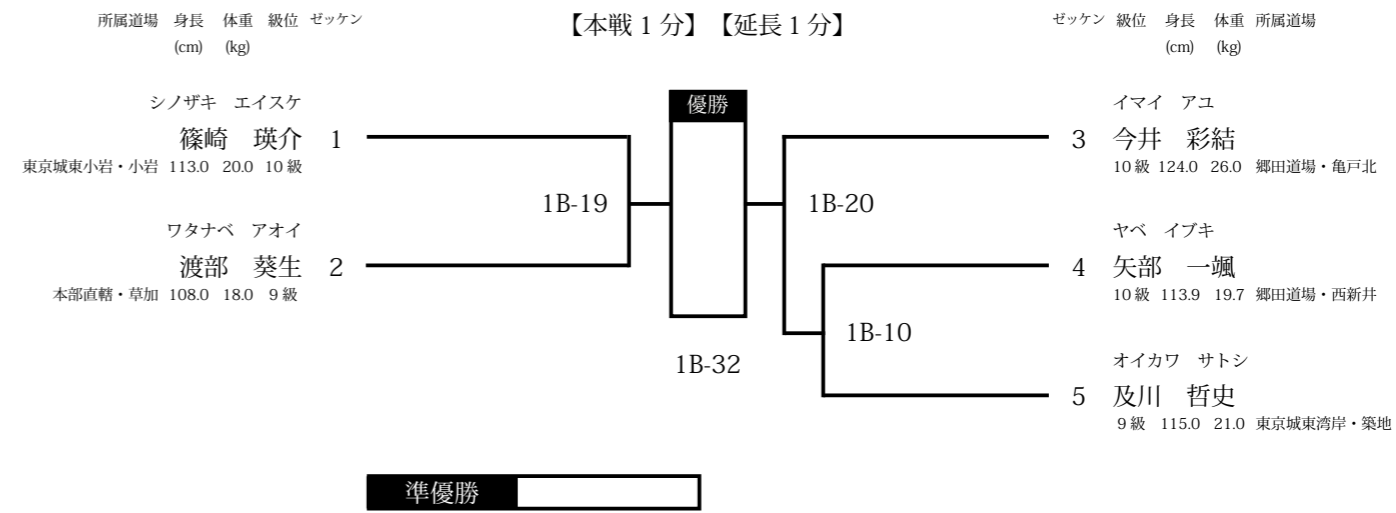 【本戦 1 分】【延長 1 分】
所属道場 身長 体重 級位 ゼッケン
(cm) (kg)
ゼッケン 級位 身長 体重 所属道場
(cm) (kg)
シノザキ エイスケ
篠崎 瑛介 1
東京城東小岩・小岩 113.0 20.0 10 級
1B-19
ワタナベ アオイ
渡部 葵生 2
本部直轄・草加 108.0 18.0 9 級
優勝
1B-32
イマイ アユ
3 今井 彩結
10 級 124.0 26.0 郷田道場・亀戸北
1B-20
ヤベ イブキ
4 矢部 一颯
10 級 113.9 19.7 郷田道場・西新井
1B-10
オイカワ サトシ
5 及川 哲史
9 級 115.0 21.0 東京城東湾岸・築地
準優勝